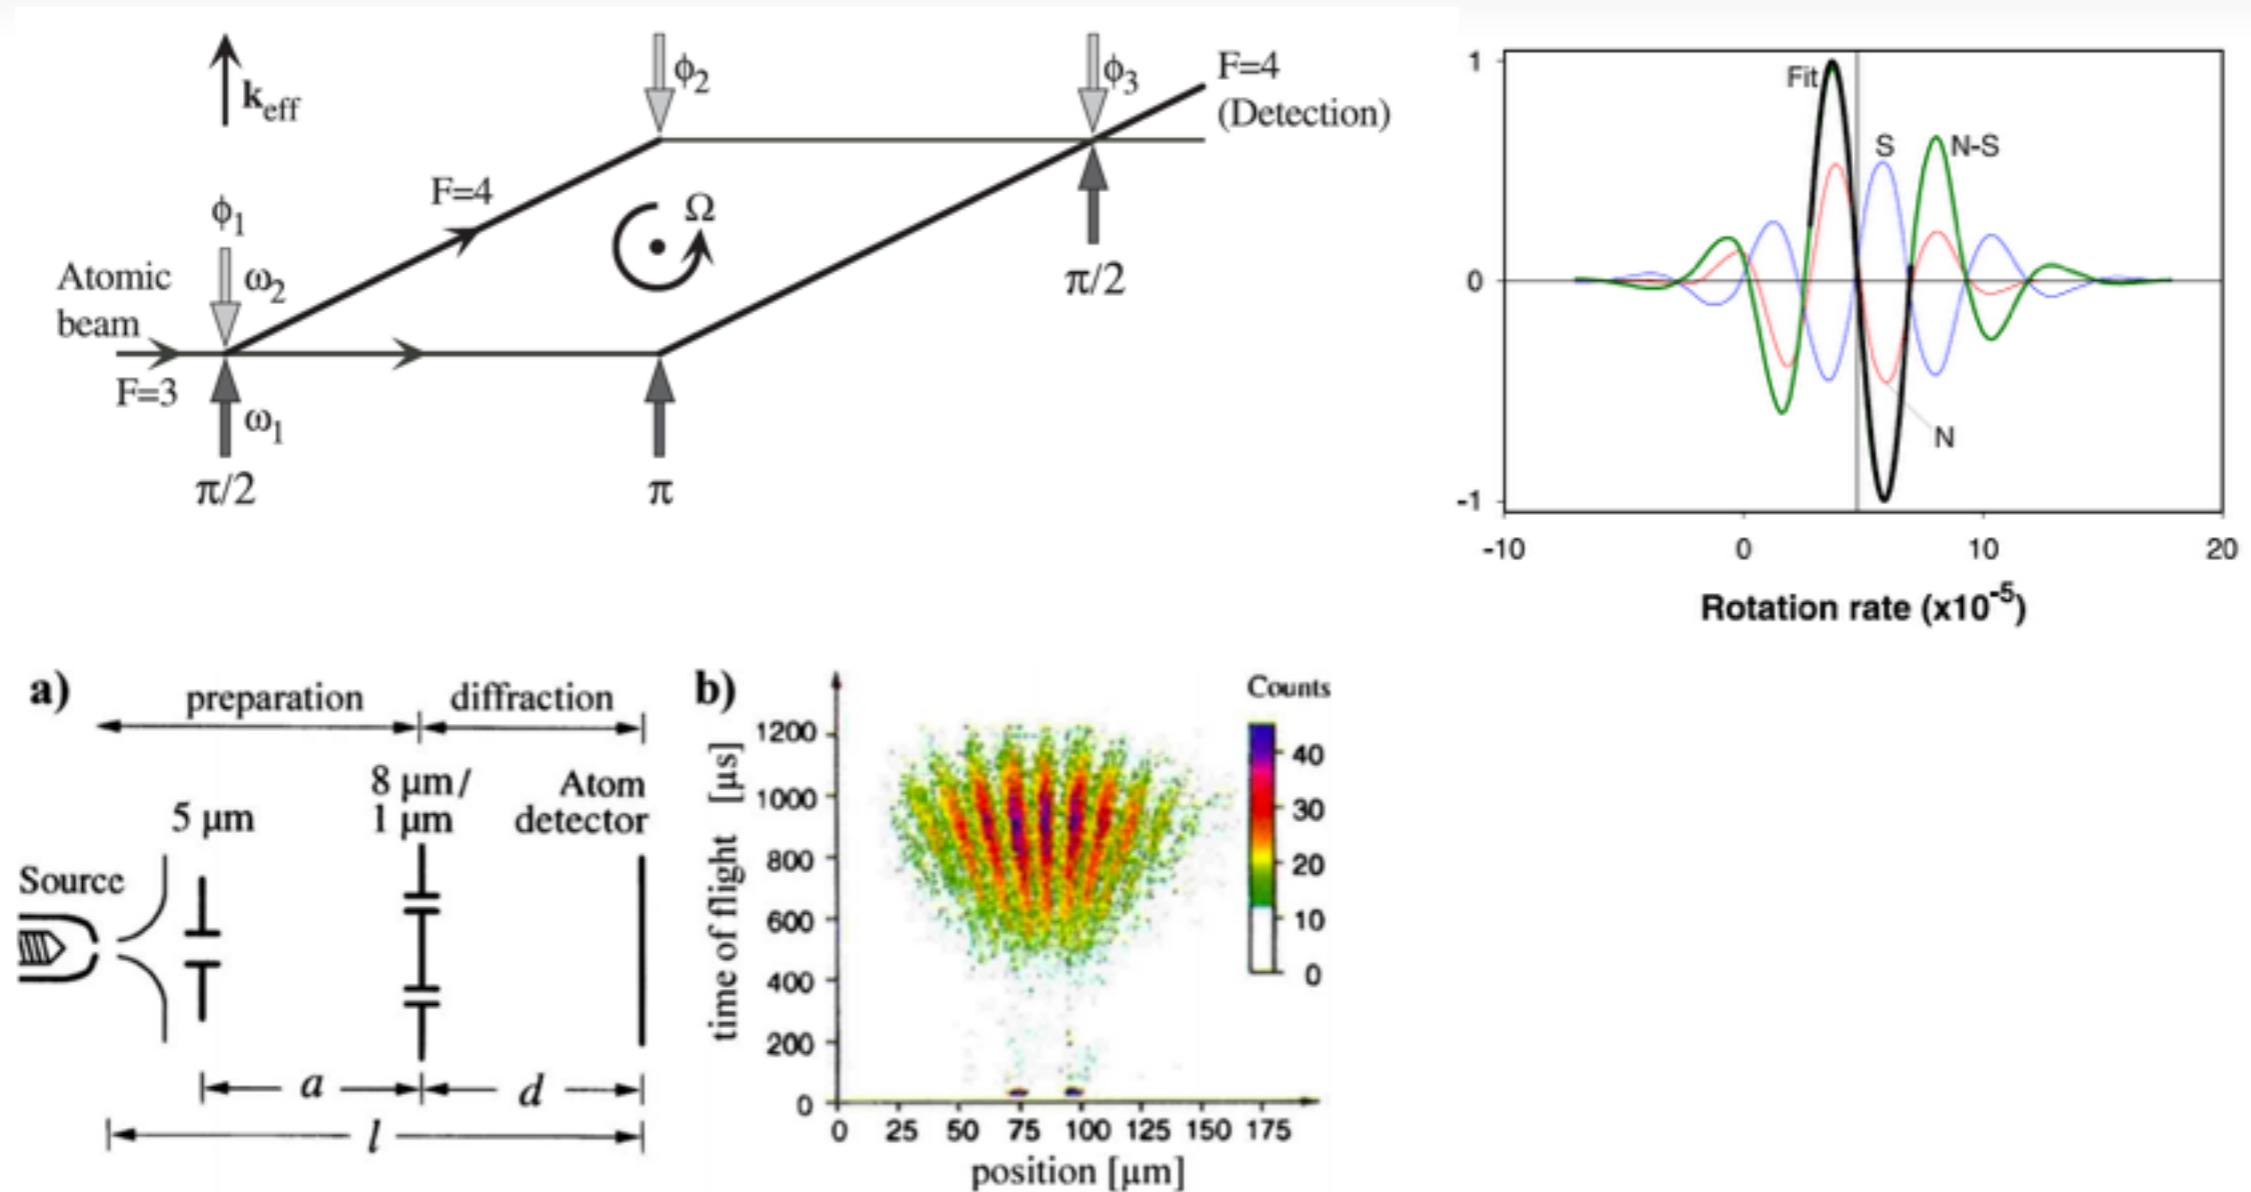 k_eff
ϕ1
ω2
Atomic
beam
F=3
ω1
π/2
F=4
ϕ2
Ω
π
ϕ3
π/2
F=4
(Detection)
1
0
-1
Fit
S
N-S
N
-10 0 10 20
Rotation rate (x10^-5)
a)
preparation diffraction
8 μm/
1 μm
5 μm
Atom
detector
Source
a
d
l
b)
Counts
40
30
20
10
0
time of flight [μs]
1200
1000
800
600
400
200
0
0 25 50 75 100 125 150 175
position [μm]